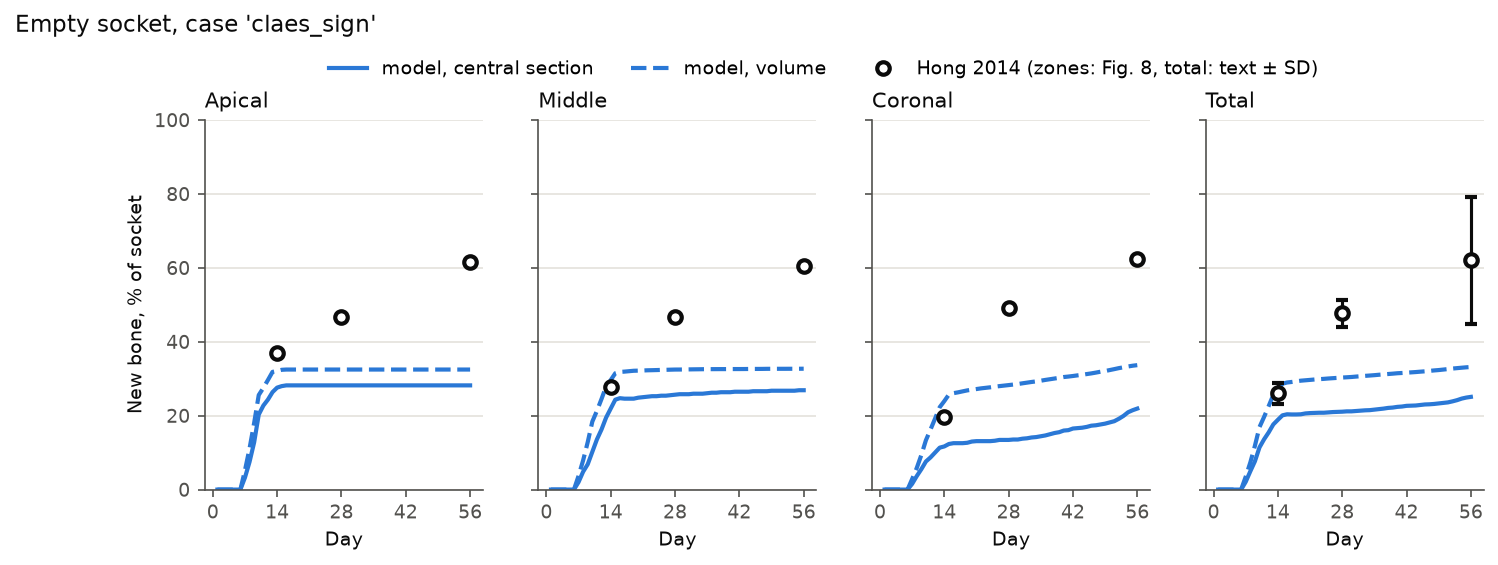 Empty socket, case 'claes_sign'
model, central section model, volume Hong 2014 (zones: Fig. 8, total: text ± SD)
Apical Middle Coronal Total
100
80
60
40
20
0
New bone, % of socket
0 14 28 42 56 0 14 28 42 56 0 14 28 42 56 0 14 28 42 56
Day Day Day Day